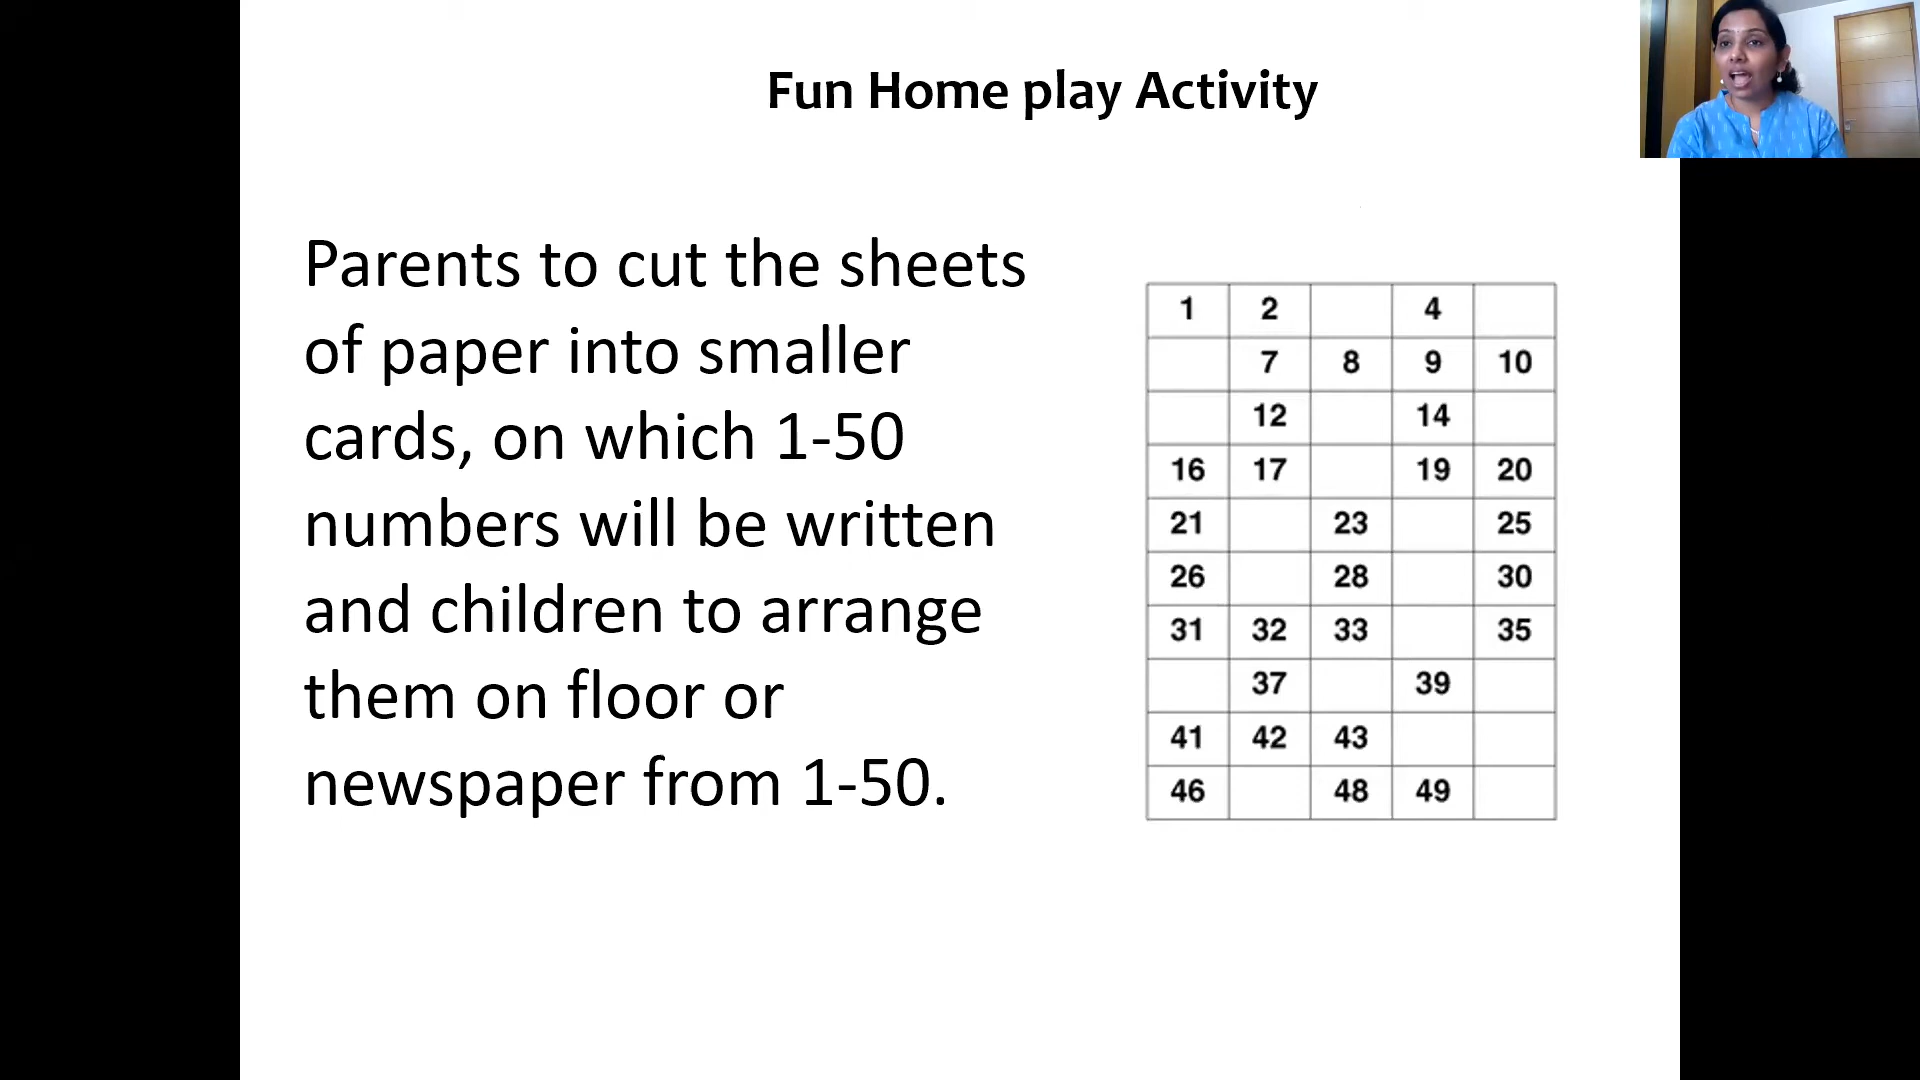 Fun Home play Activity
Parents to cut the sheets
of paper into smaller
cards, on which 1-50
numbers will be written
and children to arrange
them on floor or
newspaper from 1-50.
1 2 4
7 8 9 10
12 14
16 17 19 20
21 23 25
26 28 30
31 32 33 35
37 39
41 42 43
46 48 49